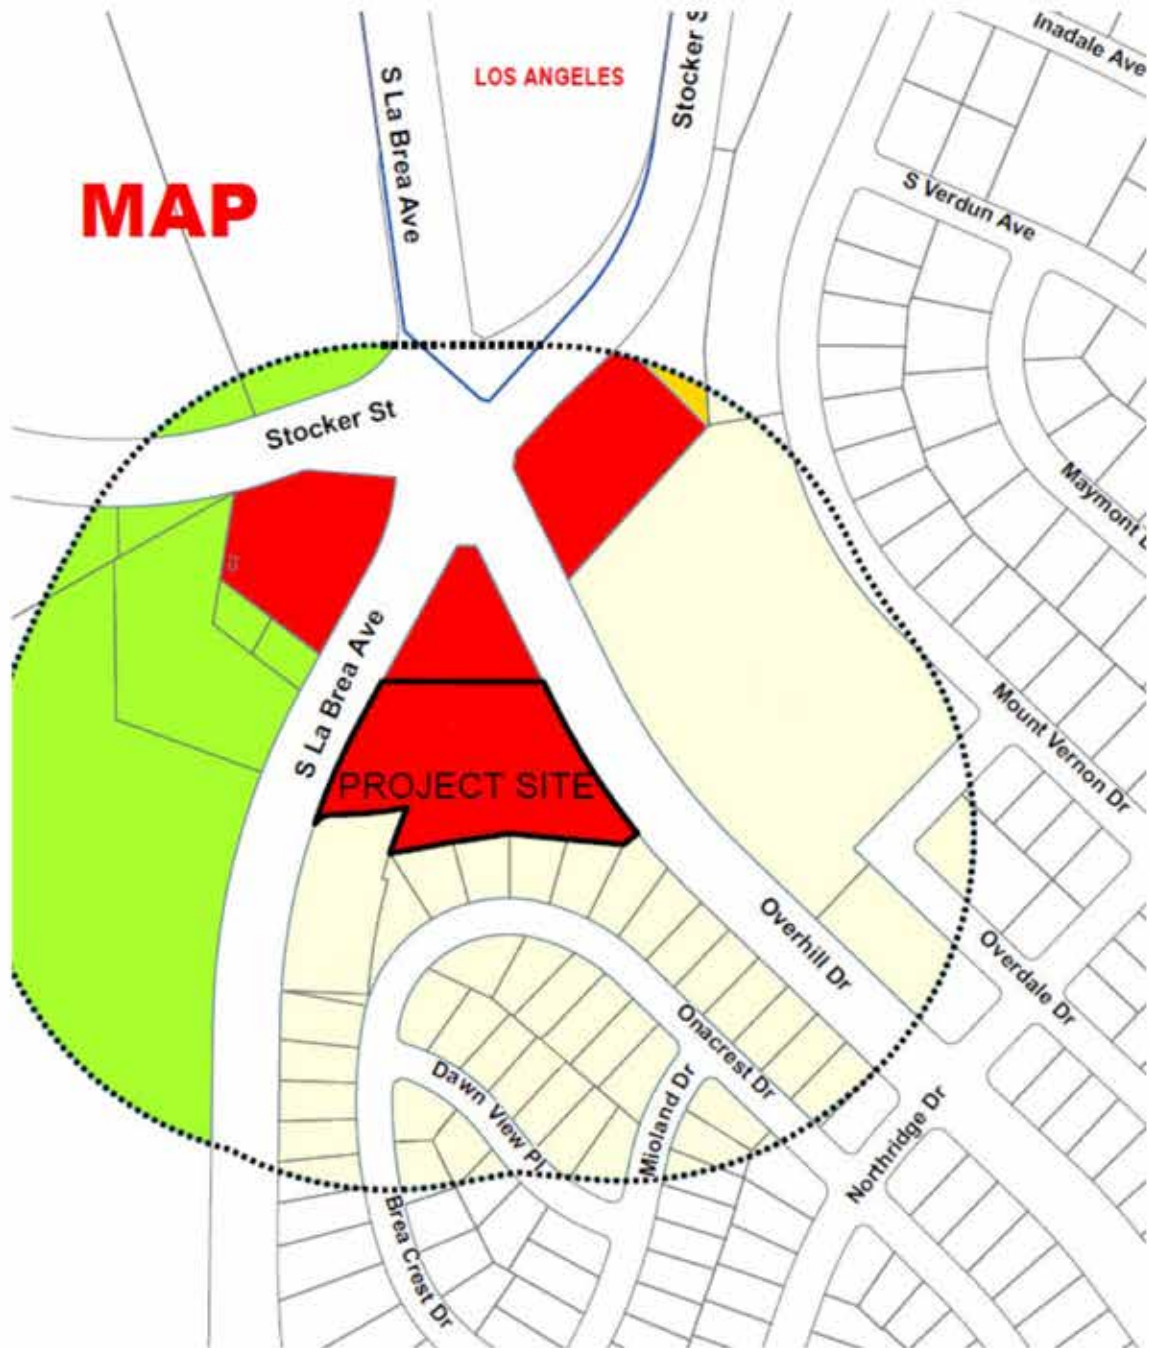 Inadale Ave
S La Brea Ave
LOS ANGELES
Stocker S
MAP
S Verdun Ave
Stocker St
Maymont
S La Brea Ave
PROJECT SITE
Mount Vernon Dr
Overhill Dr
Overdale Dr
Onacrest Dr
Dawn View Pl
Mioland Dr
Northridge Dr
Brea Crest Dr